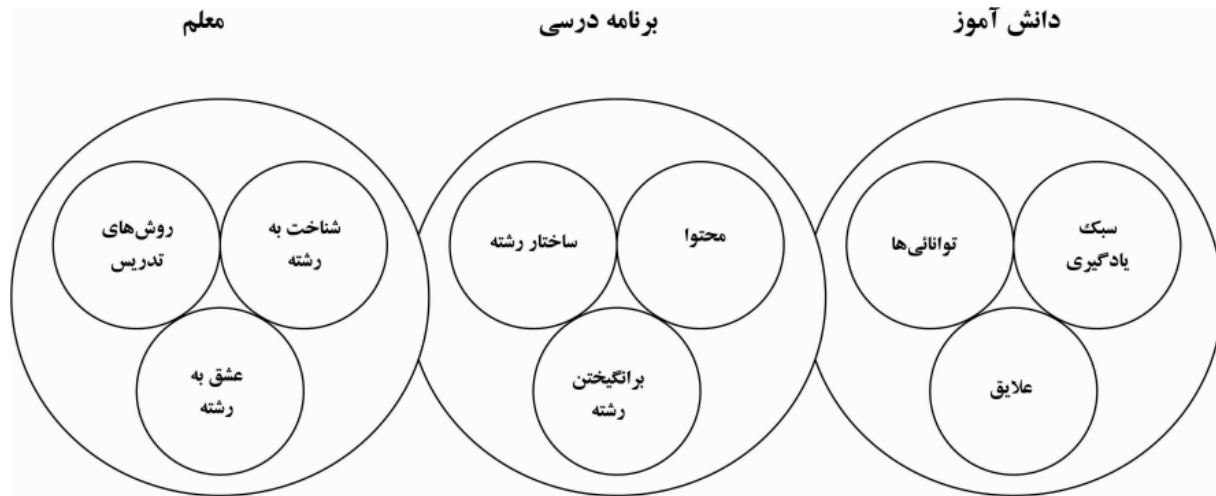 دانش آموز
برنامه درسی
معلم
سبک
یادگیری
توانائی‌ها
علایق
محتوا
ساختار رشته
برانگیختن
رشته
شناخت به
رشته
روش‌های
تدریس
عشق به
رشته